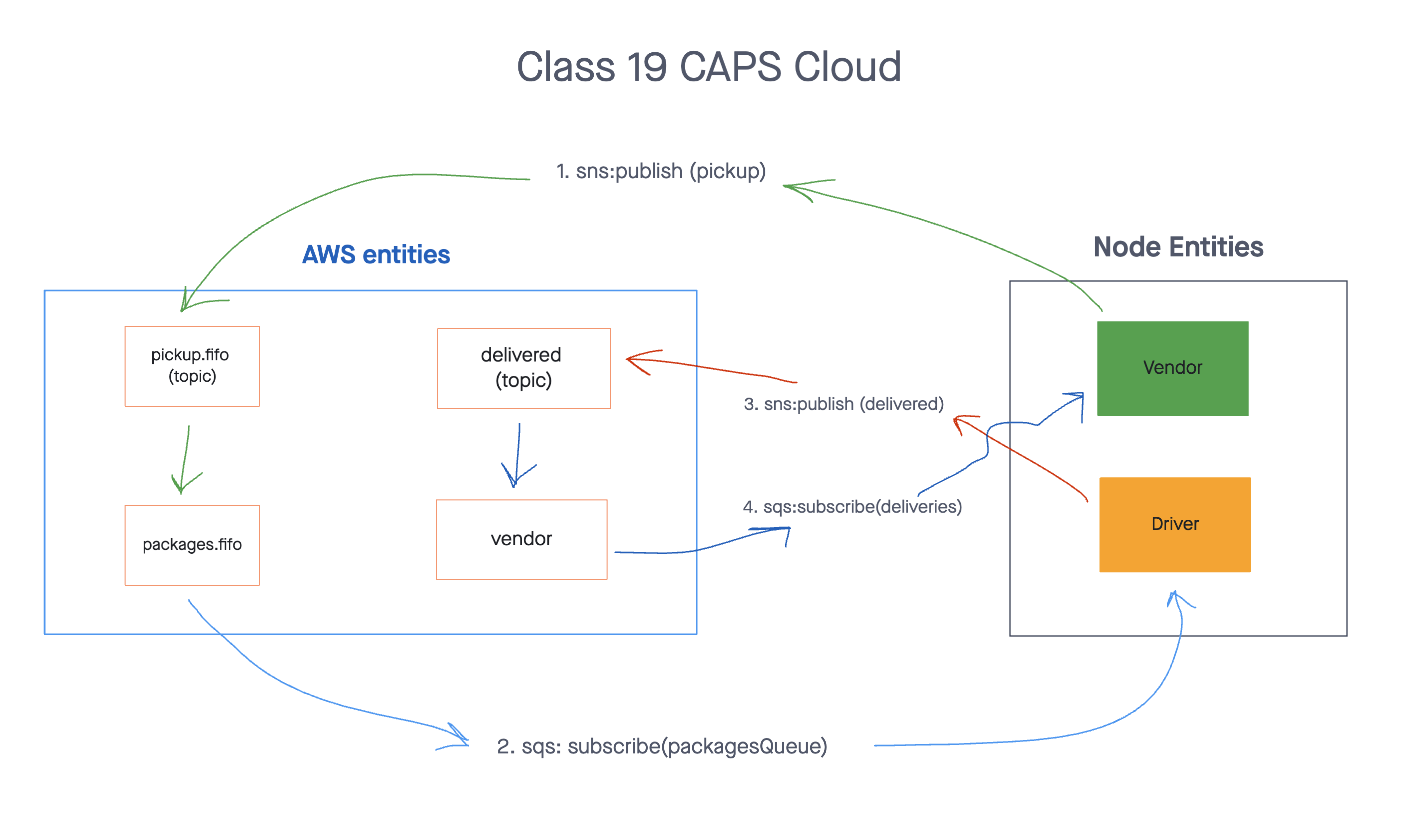 Class 19 CAPS Cloud
1. sns:publish (pickup)
AWS entities
Node Entities
pickup.fifo
(topic)
delivered
(topic)
Vendor
3. sns:publish (delivered)
packages.fifo
vendor
4. sqs:subscribe(deliveries)
Driver
2. sqs: subscribe(packagesQueue)